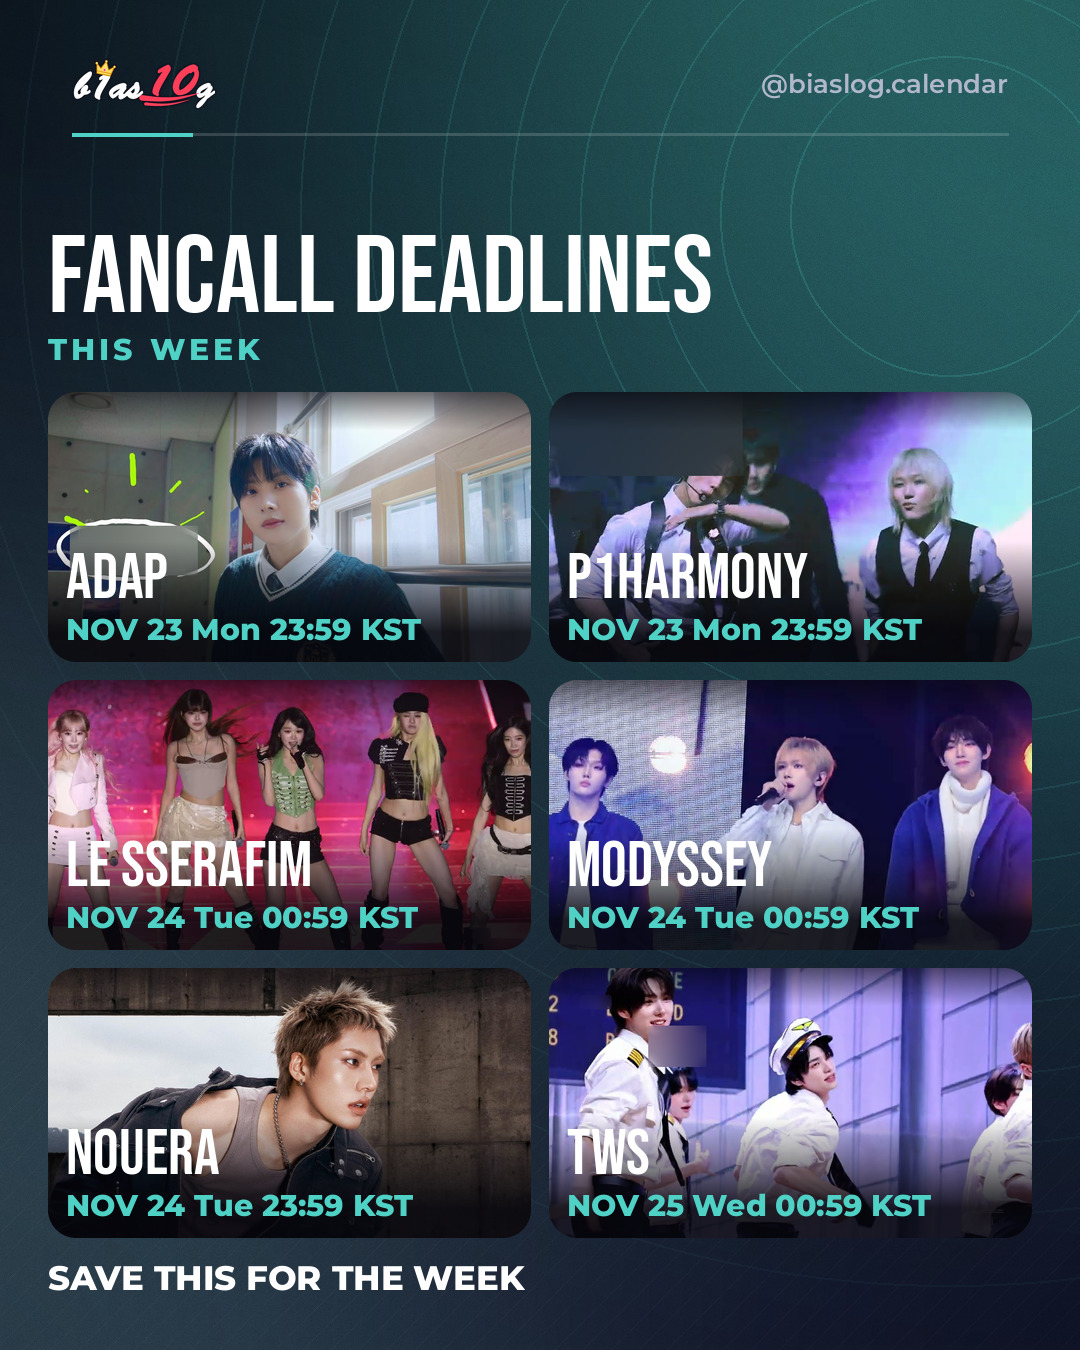 b1as10g
@biaslog.calendar
FANCALL DEADLINES
THIS WEEK
ADAP
NOV 23 Mon 23:59 KST
P1HARMONY
NOV 23 Mon 23:59 KST
LE SSERAFIM
NOV 24 Tue 00:59 KST
MODYSSEY
NOV 24 Tue 00:59 KST
NOUERA
NOV 24 Tue 23:59 KST
2
8
E
D
TWS
NOV 25 Wed 00:59 KST
SAVE THIS FOR THE WEEK